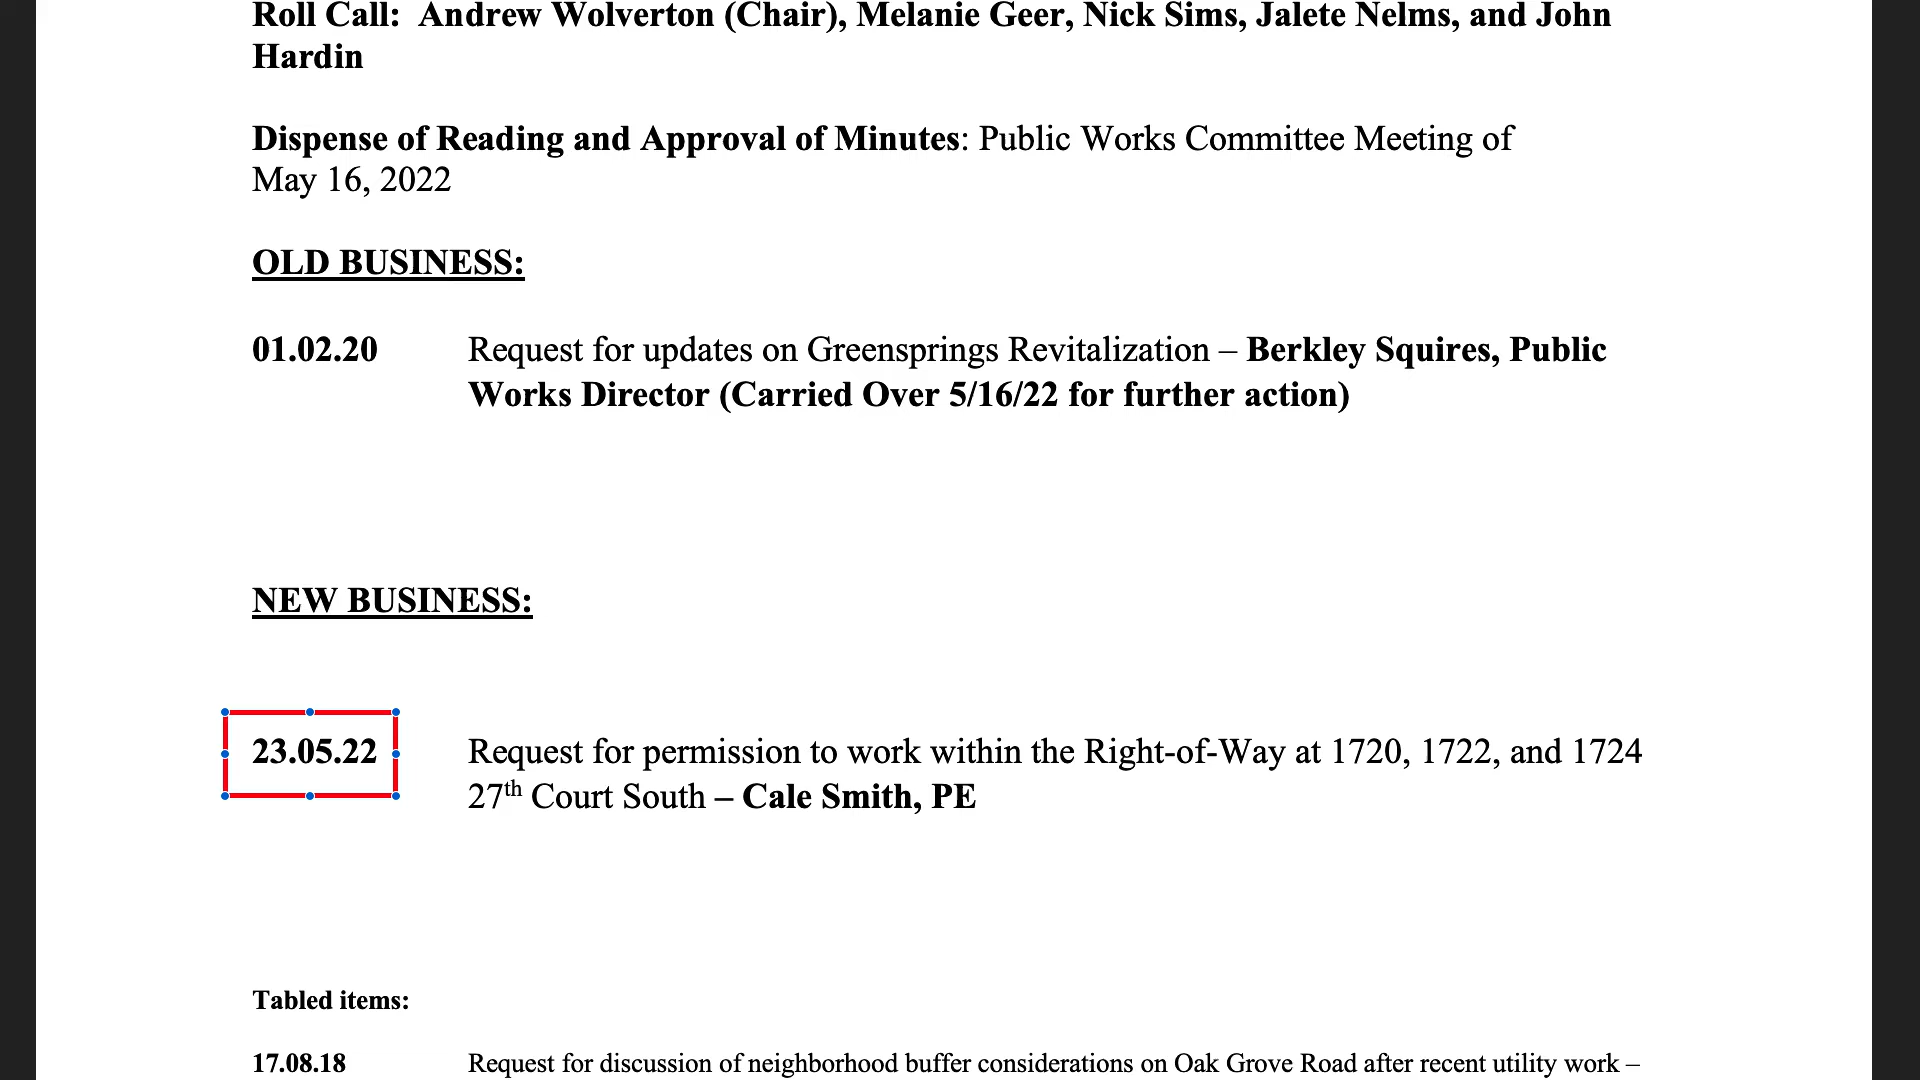 Roll Call: Andrew Wolverton (Chair), Melanie Geer, Nick Sims, Jalete Nelms, and John
Hardin
Dispense of Reading and Approval of Minutes: Public Works Committee Meeting of
May 16, 2022
OLD BUSINESS:
01.02.20 Request for updates on Greensprings Revitalization – Berkley Squires, Public
Works Director (Carried Over 5/16/22 for further action)
NEW BUSINESS:
23.05.22 Request for permission to work within the Right-of-Way at 1720, 1722, and 1724
27th Court South – Cale Smith, PE
Tabled items:
17.08.18 Request for discussion of neighborhood buffer considerations on Oak Grove Road after recent utility work –